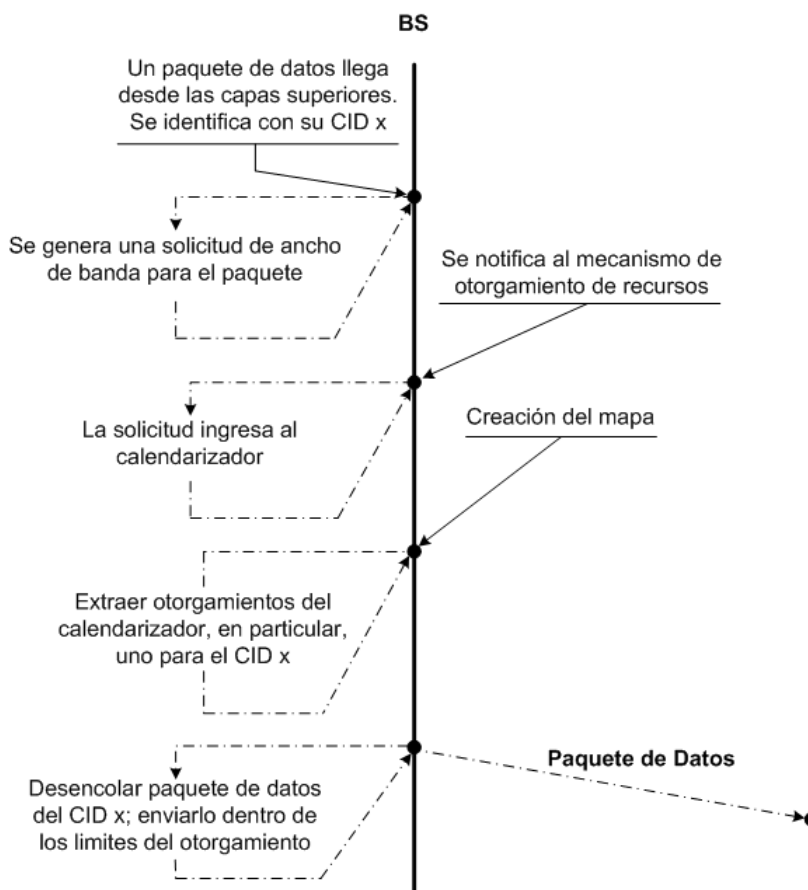 BS
Un paquete de datos llega
desde las capas superiores.
Se identifica con su CID x
Se genera una solicitud de ancho
de banda para el paquete
Se notifica al mecanismo de
otorgamiento de recursos
La solicitud ingresa al
calendarizador
Creación del mapa
Extraer otorgamientos del
calendarizador, en particular,
uno para el CID x
Paquete de Datos
Desencolar paquete de datos
del CID x; enviarlo dentro de
los limites del otorgamiento